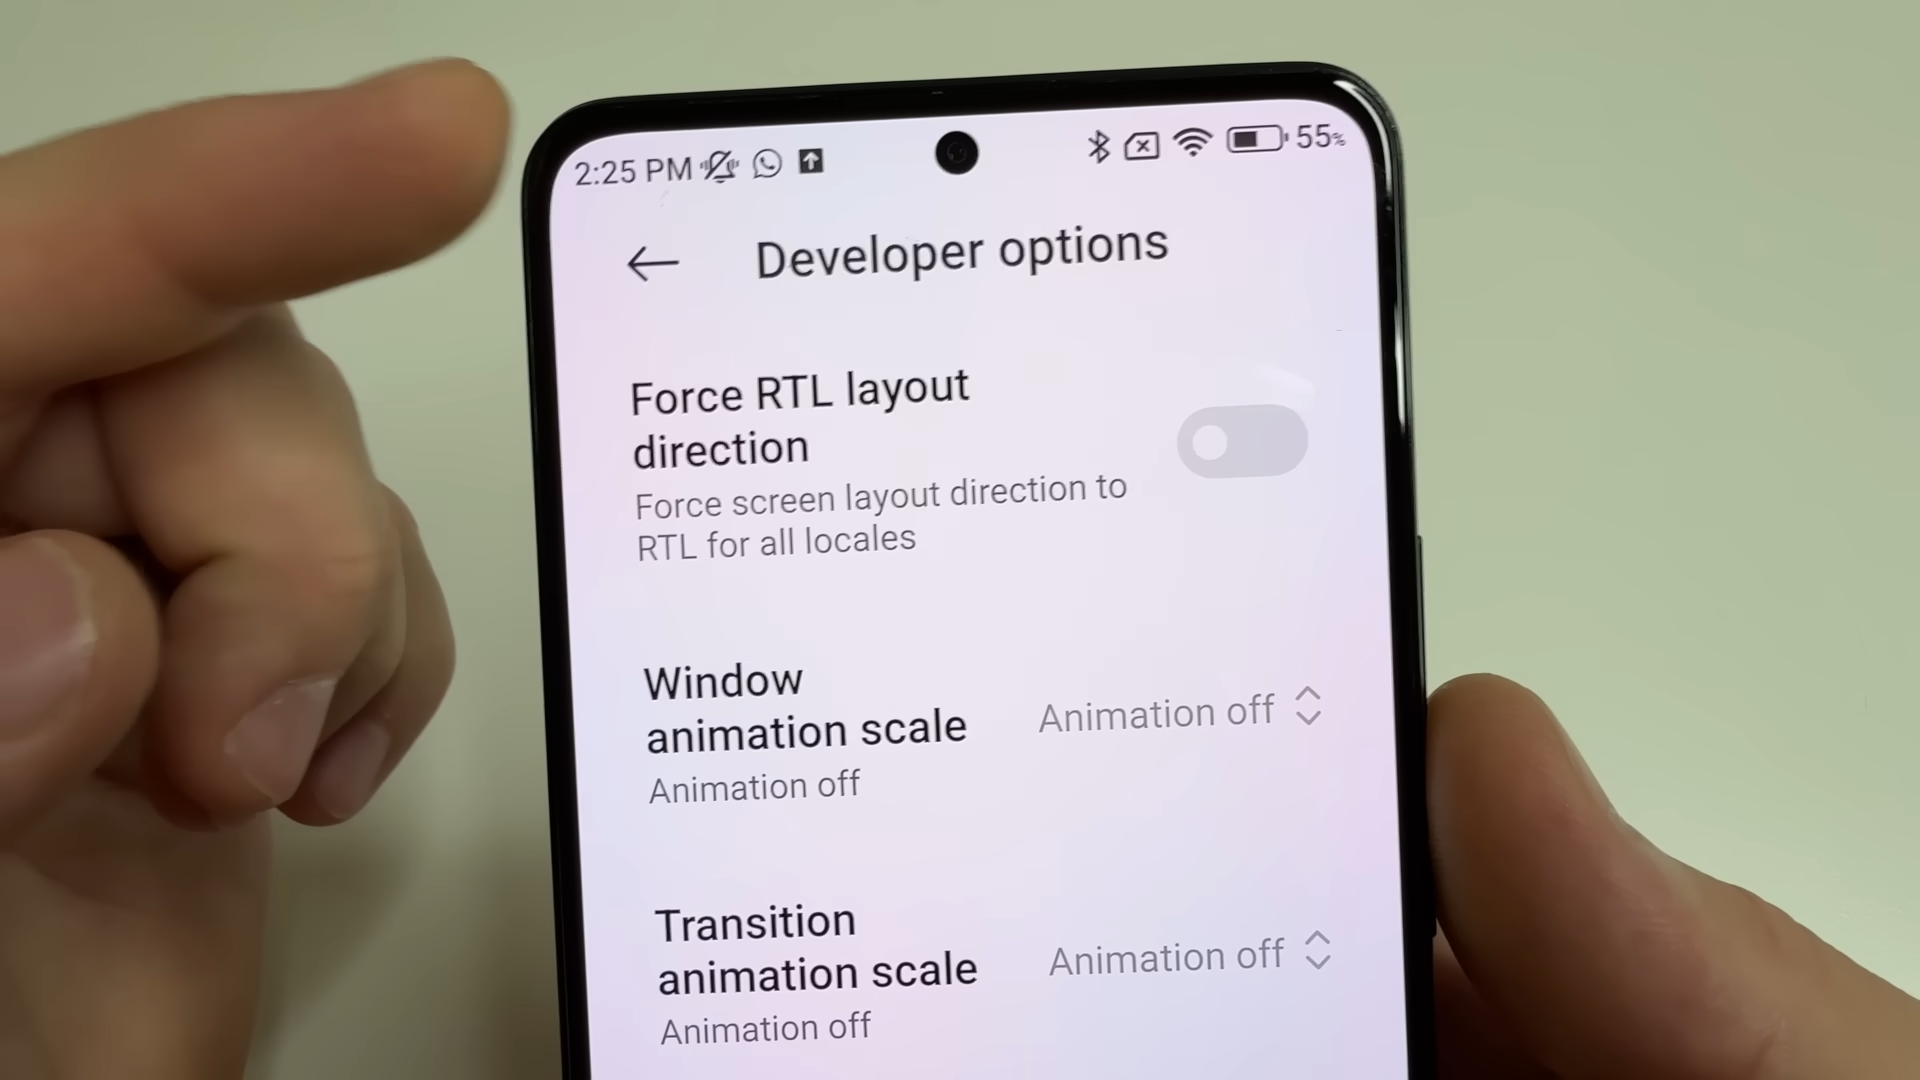 2:25 PM 55%
Developer options
Force RTL layout
direction
Force screen layout direction to
RTL for all locales
Window
animation scale
Animation off
Animation off
Transition
animation scale
Animation off
Animation off